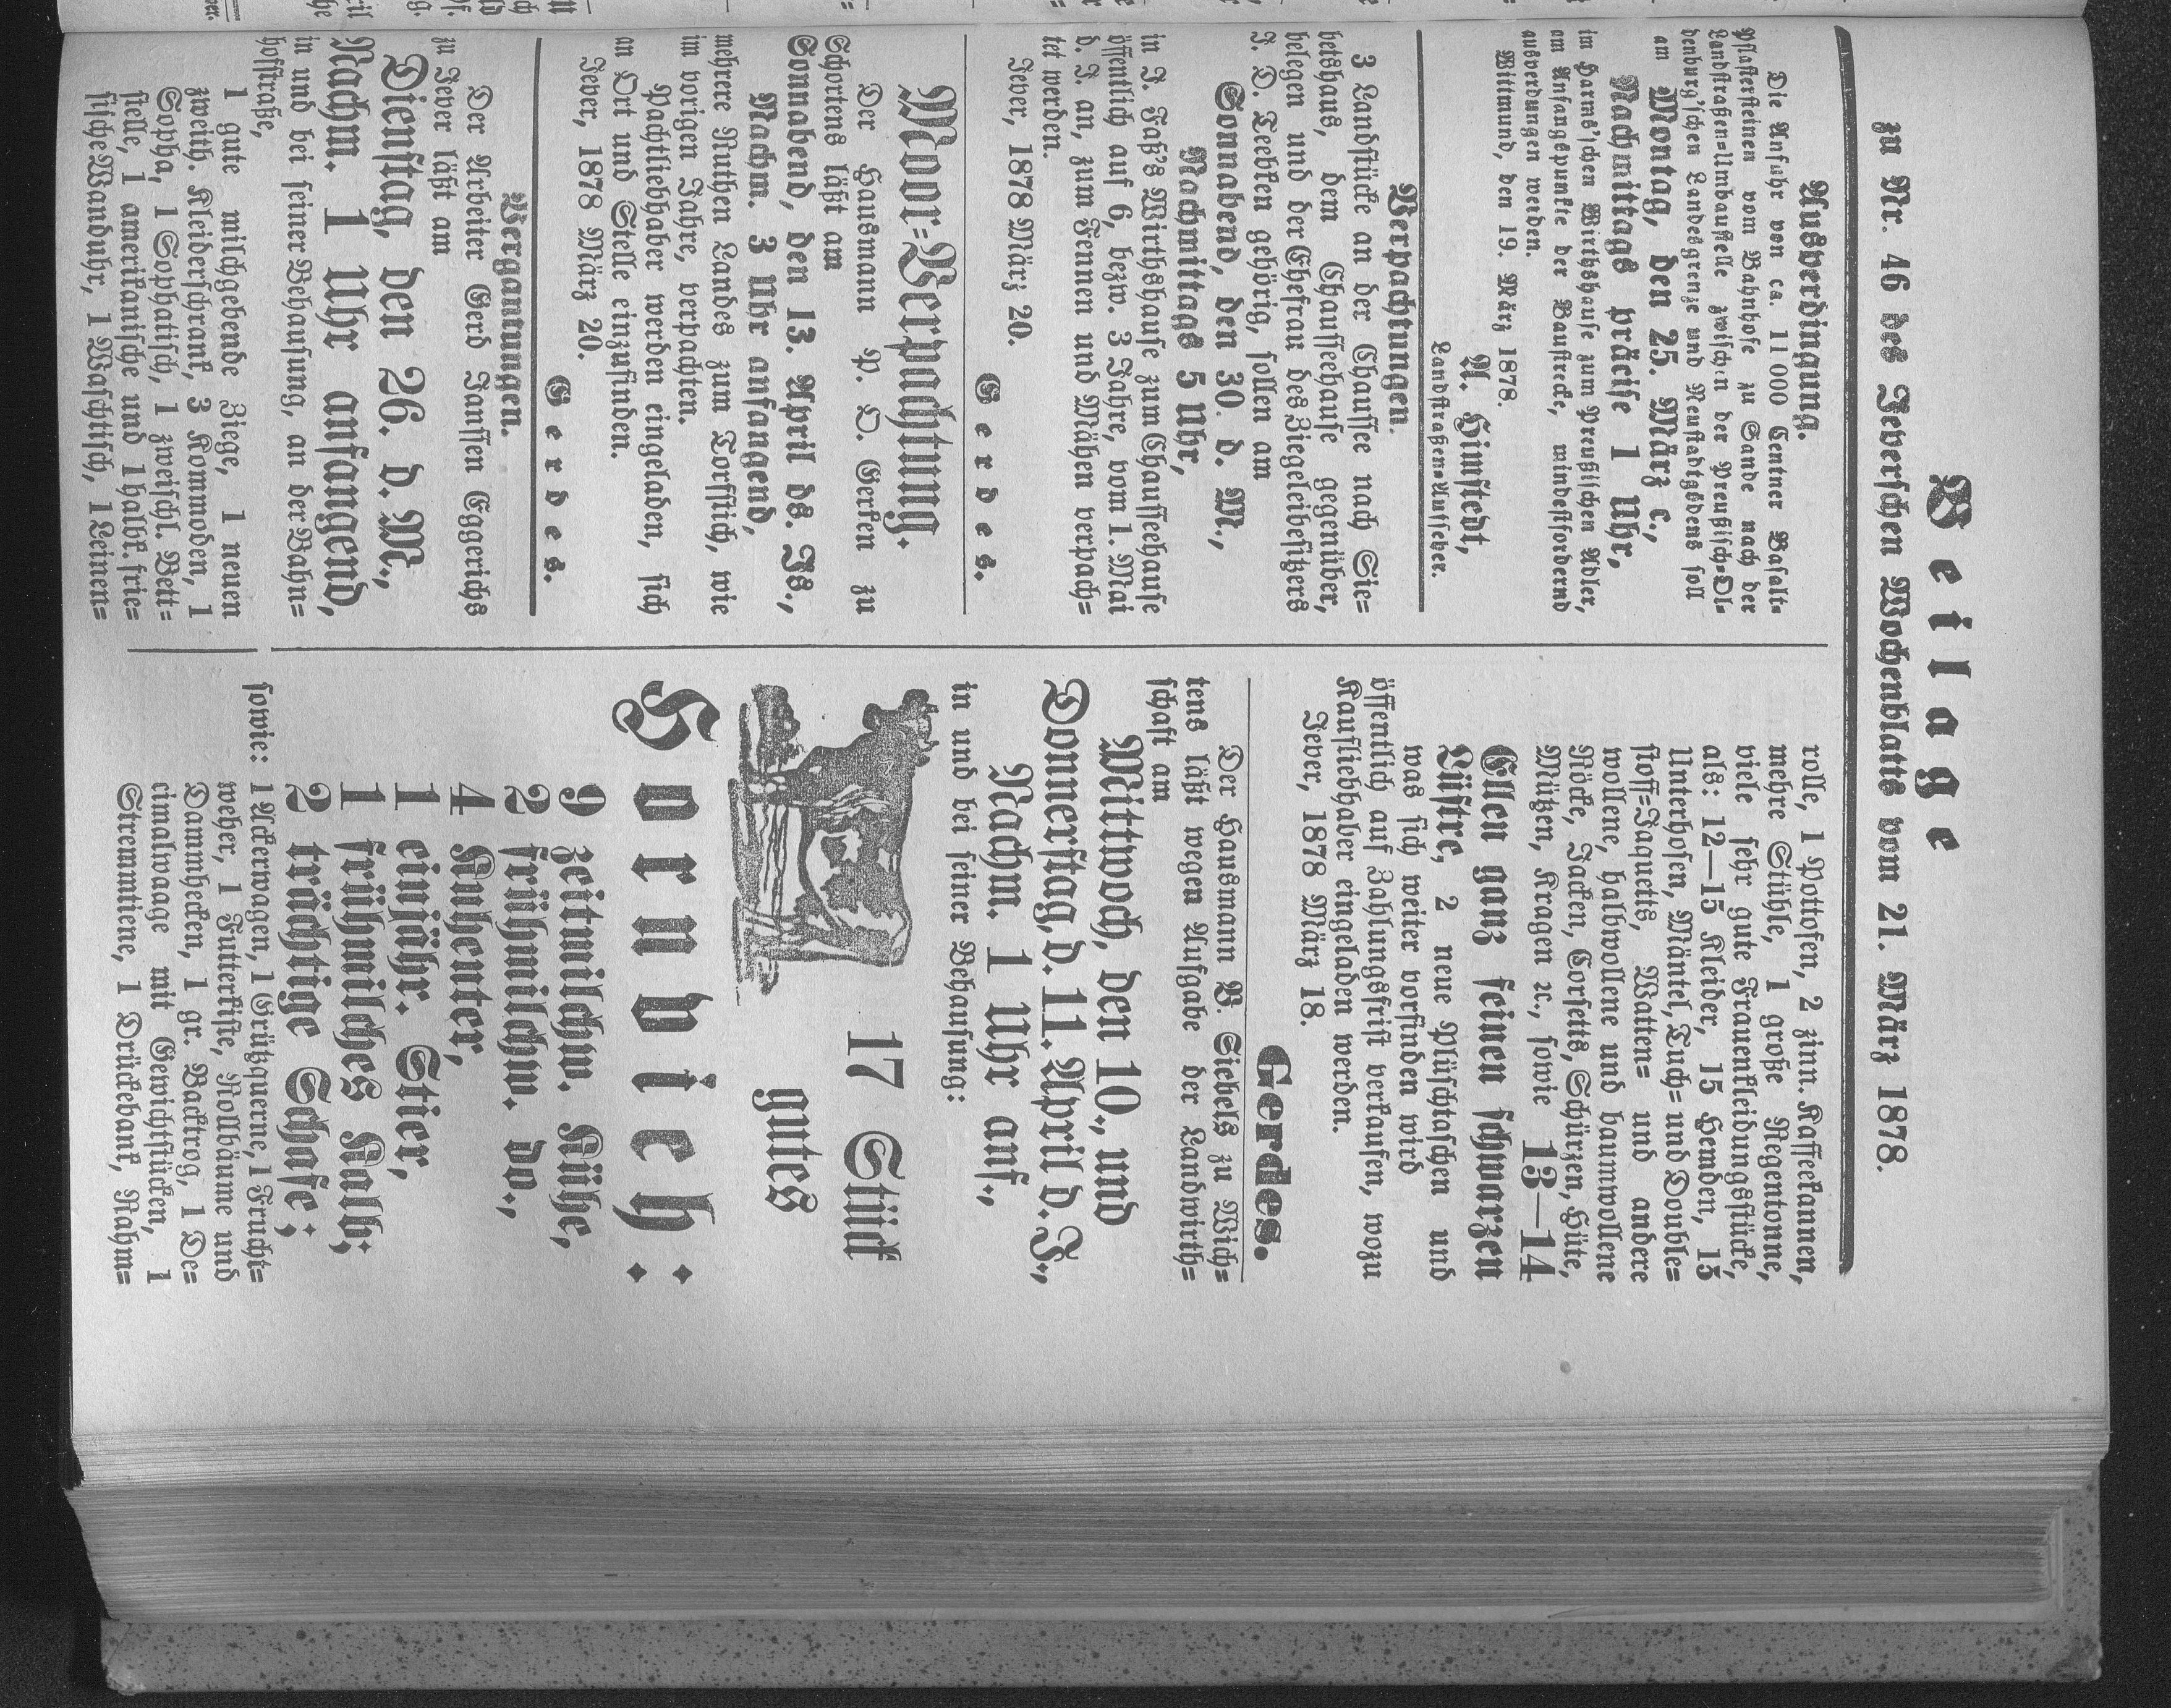 Beilage
zu Nr. 46 des Jeverschen Wochenblatts vom 21. März 1878.
Ausverdingung.
Die Anfuhr von ca. 11000 Centner Basalt-
Pflastersteinen vom Bahnhofe zu Sande nach der
Landstraßen-Umbaustelle zwischen der Preußisch-Ol-
denburg'schen Landesgrenze und Neustadtgödens soll
am
Montag, den 25. März c.,
Nachmittags präcise 1 Uhr,
im Harms'schen Wirthshause zum Preußischen Adler,
am Anfangspunkte der Baustrecke, mindestfordernd
ausverdungen werden.
Wittmund, den 19. März 1878.
A. Himstedt,
Landstraßen-Aufseher.
Verpachtungen.
3 Landstücke an der Chaussee nach Sie-
betshaus, dem Chausseehause gegenüber,
belegen und der Ehefrau des Ziegeleibesitzers
J. D. Teebken gehörig, sollen am
Sonnabend, den 30. d. M.,
Nachmittags 5 Uhr,
in J. Jaß's Wirthshause zum Chausseehause
öffentlich auf 6, bezw. 3 Jahre, vom 1. Mai
d. J. an, zum Fennen und Mähen verpach-
tet werden.
Jever, 1878 März 20.
Gerdes.
Moor-Verpachtung.
Der Hausmann P. D. Gerken zu
Schortens läßt am
Sonnabend, den 13. April ds. Js.,
Nachm. 3 Uhr anfangend,
mehrere Ruthen Landes zum Torfstich, wie
im vorigen Jahre, verpachten.
Pachtliebhaber werden eingeladen, sich
an Ort und Stelle einzufinden.
Jever, 1878 März 20.
Gerdes.
Vergantungen.
Der Arbeiter Gerd Janssen Eggerichs
zu Jever läßt am
Dienstag, den 26. d. M.,
Nachm. 1 Uhr anfangend,
in und bei seiner Behausung, an der Bahn-
hofstraße,
1 gute milchgebende Ziege, 1 neuen
zweith. Kleiderschrank, 3 Kommoden, 1
Sopha, 1 Sophatisch, 1 zweischl. Bett-
stelle, 1 amerikanische und 1 halbk. frie-
sische Wanduhr, 1 Waschtisch, 1 Leinen-
rolle, 1 Pottofen, 2 zinn. Kaffeekannen,
mehre Stühle, 1 große Regentonne,
viele sehr gute Frauenkleidungsstücke,
als: 12—15 Kleider, 15 Hemden, 15
Unterhosen, Mäntel, Tuch- und Double-
stoff-Jaquetts, Watten- und andere
wollene, halbwollene und baumwollene
Röcke, Jacken, Corsetts, Schürzen, Hüte,
Mützen, Kragen ꝛc., sowie 13—14
Ellen ganz feinen schwarzen
Lüstre, 2 neue Plüschtaschen und
was sich weiter vorfinden wird
öffentlich auf Zahlungsfrist verkaufen, wozu
Kaufliebhaber eingeladen werden.
Jever, 1878 März 18.
Gerdes.
Der Hausmann B. Siebels zu Wich-
tens läßt wegen Aufgabe der Landwirth-
schaft am
Mittwoch, den 10., und
Donnerstag, d. 11. April d. J.,
Nachm. 1 Uhr anf.,
in und bei seiner Behausung:
17 Stück
gutes
Hornvieh:
9 zeitmilchw. Kühe,
2 frühmilchw. do.,
4 Kuhenter,
1 einjähr. Stier,
1 frühmilches Kalb;
2 trächtige Schafe;
sowie: 1 Ackerwagen, 1 Grützquerne, 1 Frucht-
weher, 1 Futterkiste, Rollbäume und
Dammhecken, 1 gr. Backtrog, 1 De-
cimalwaage mit Gewichtstücken, 1
Stremmtiene, 1 Drückebank, Rahm-